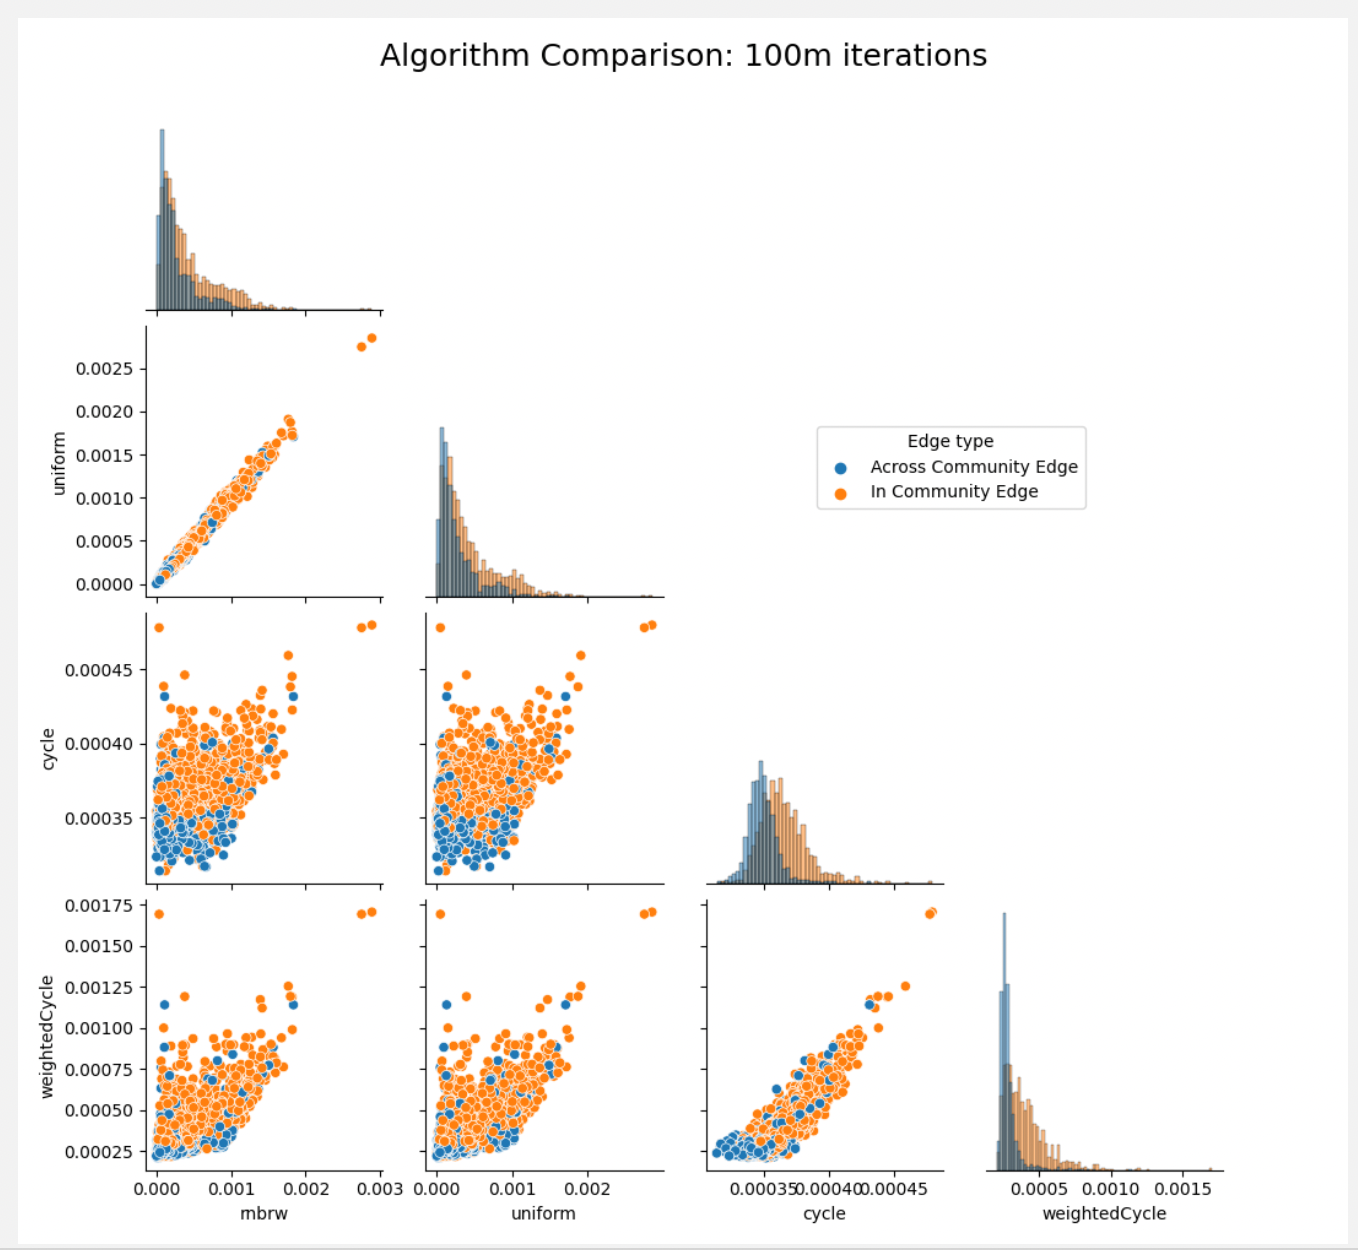 Algorithm Comparison: 100m iterations
0.0025
0.0020
0.0015
0.0010
0.0005
0.0000
uniform
Edge type
Across Community Edge
In Community Edge
0.00045
0.00040
0.00035
cycle
0.00175
0.00150
0.00125
0.00100
0.00075
0.00050
0.00025
weightedCycle
0.000 0.001 0.002 0.003 0.000 0.001 0.002 0.00035 0.00040 0.00045 0.0005 0.0010 0.0015
rnbrw uniform cycle weightedCycle